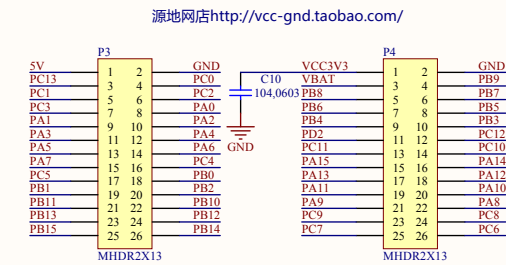 源地网店http://vcc-gnd.taobao.com/
P3
5V 1 2 GND
PC13 3 4 PC0
PC1 5 6 PC2
PC3 7 8 PA0
PA1 9 10 PA2
PA3 11 12 PA4
PA5 13 14 PA6
PA7 15 16 PC4
PC5 17 18 PB0
PB1 19 20 PB2
PB11 21 22 PB10
PB13 23 24 PB12
PB15 25 26 PB14
MHDR2X13
C10
104,0603
GND
P4
VCC3V3 1 2 GND
VBAT 3 4 PB9
PB8 5 6 PB7
PB6 7 8 PB5
PB4 9 10 PB3
PD2 11 12 PC12
PC11 13 14 PC10
PA15 15 16 PA14
PA13 17 18 PA12
PA11 19 20 PA10
PA9 21 22 PA8
PC9 23 24 PC8
PC7 25 26 PC6
MHDR2X13